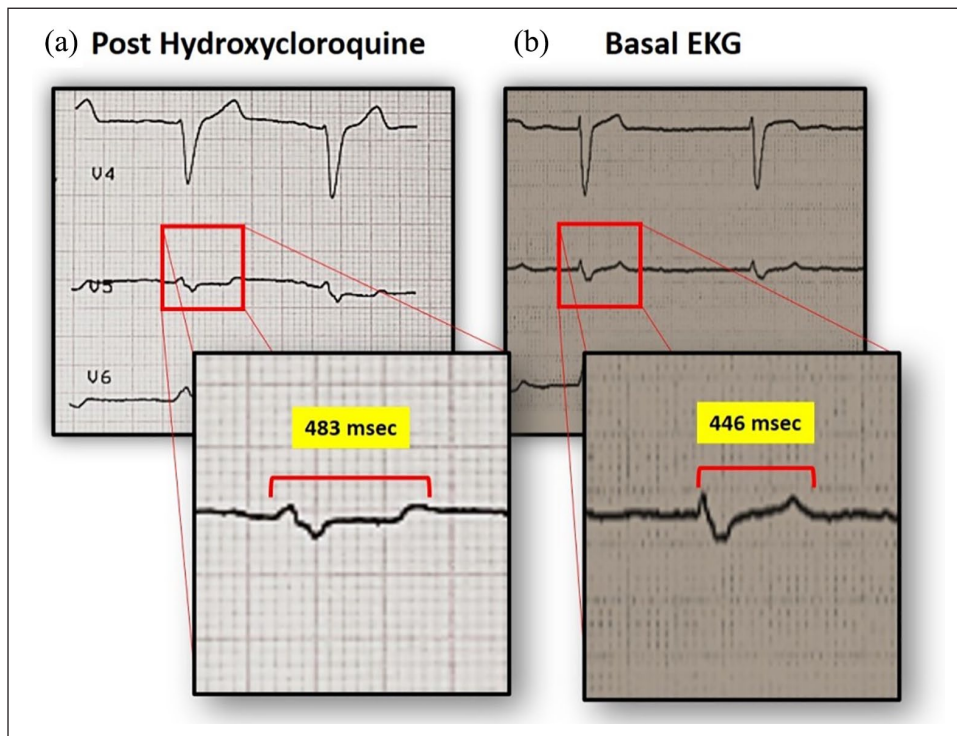 (a) Post Hydroxycloroquine
(b) Basal EKG
V4
V5
V6
483 msec
446 msec